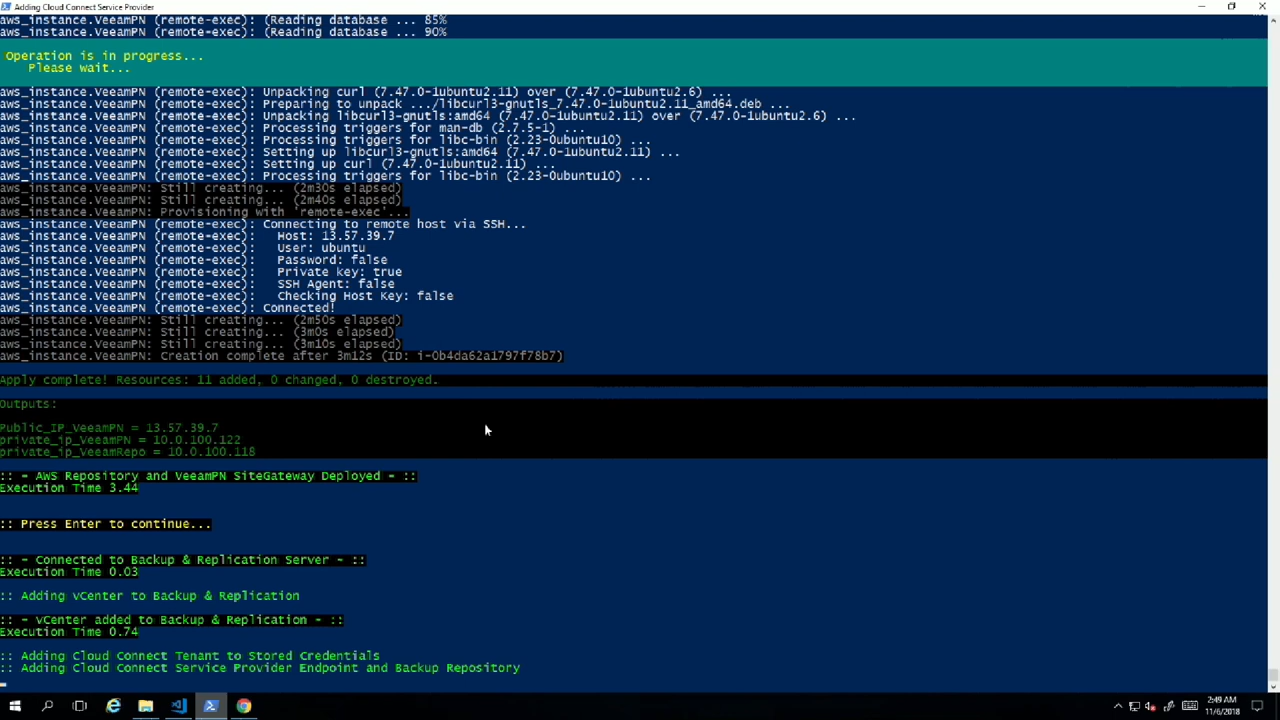 Adding Cloud Connect Service Provider
aws_instance.VeeamPN (remote-exec): (Reading database ... 85%
aws_instance.VeeamPN (remote-exec): (Reading database ... 90%
Operation is in progress...
Please wait...
aws_instance.VeeamPN (remote-exec): Unpacking curl (7.47.0-1ubuntu2.11) over (7.47.0-1ubuntu2.6) ...
aws_instance.VeeamPN (remote-exec): Preparing to unpack .../libcurl3-gnutls_7.47.0-1ubuntu2.11_amd64.deb ...
aws_instance.VeeamPN (remote-exec): Unpacking libcurl3-gnutls:amd64 (7.47.0-1ubuntu2.11) over (7.47.0-1ubuntu2.6) ...
aws_instance.VeeamPN (remote-exec): Processing triggers for man-db (2.7.5-1) ...
aws_instance.VeeamPN (remote-exec): Processing triggers for libc-bin (2.23-0ubuntu10) ...
aws_instance.VeeamPN (remote-exec): Setting up libcurl3-gnutls:amd64 (7.47.0-1ubuntu2.11) ...
aws_instance.VeeamPN (remote-exec): Setting up curl (7.47.0-1ubuntu2.11) ...
aws_instance.VeeamPN (remote-exec): Processing triggers for libc-bin (2.23-0ubuntu10) ...
aws_instance.VeeamPN: Still creating... (2m30s elapsed)
aws_instance.VeeamPN: Still creating... (2m40s elapsed)
aws_instance.VeeamPN: Provisioning with 'remote-exec'...
aws_instance.VeeamPN (remote-exec): Connecting to remote host via SSH...
aws_instance.VeeamPN (remote-exec):   Host: 13.57.39.7
aws_instance.VeeamPN (remote-exec):   User: ubuntu
aws_instance.VeeamPN (remote-exec):   Password: false
aws_instance.VeeamPN (remote-exec):   Private key: true
aws_instance.VeeamPN (remote-exec):   SSH Agent: false
aws_instance.VeeamPN (remote-exec):   Checking Host Key: false
aws_instance.VeeamPN (remote-exec): Connected!
aws_instance.VeeamPN: Still creating... (2m50s elapsed)
aws_instance.VeeamPN: Still creating... (3m0s elapsed)
aws_instance.VeeamPN: Still creating... (3m10s elapsed)
aws_instance.VeeamPN: Creation complete after 3m12s (ID: i-0b4da62a1797f78b7)
Apply complete! Resources: 11 added, 0 changed, 0 destroyed.
Outputs:
Public_IP_VeeamPN = 13.57.39.7
private_ip_VeeamPN = 10.0.100.122
private_ip_VeeamRepo = 10.0.100.118
:: - AWS Repository and VeeamPN SiteGateway Deployed - ::
Execution Time 3.44
:: Press Enter to continue...
:: - Connected to Backup & Replication Server - ::
Execution Time 0.03
:: Adding vCenter to Backup & Replication
:: - vCenter added to Backup & Replication - ::
Execution Time 0.74
:: Adding Cloud Connect Tenant to Stored Credentials
:: Adding Cloud Connect Service Provider Endpoint and Backup Repository
2:49 AM
11/6/2018